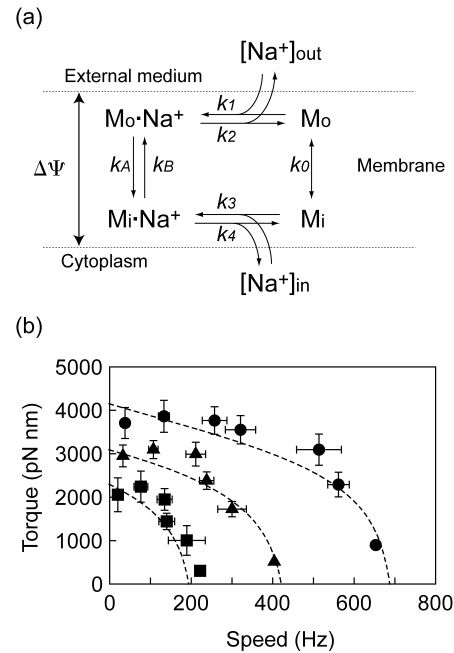 (a)
[Na⁺]out
External medium
Mo·Na⁺ k1 k2 Mo
ΔΨ kA kB k0 Membrane
Mi·Na⁺ k3 k4 Mi
Cytoplasm
[Na⁺]in
(b)
Torque (pN nm)
5000
4000
3000
2000
1000
0
0 200 400 600 800
Speed (Hz)